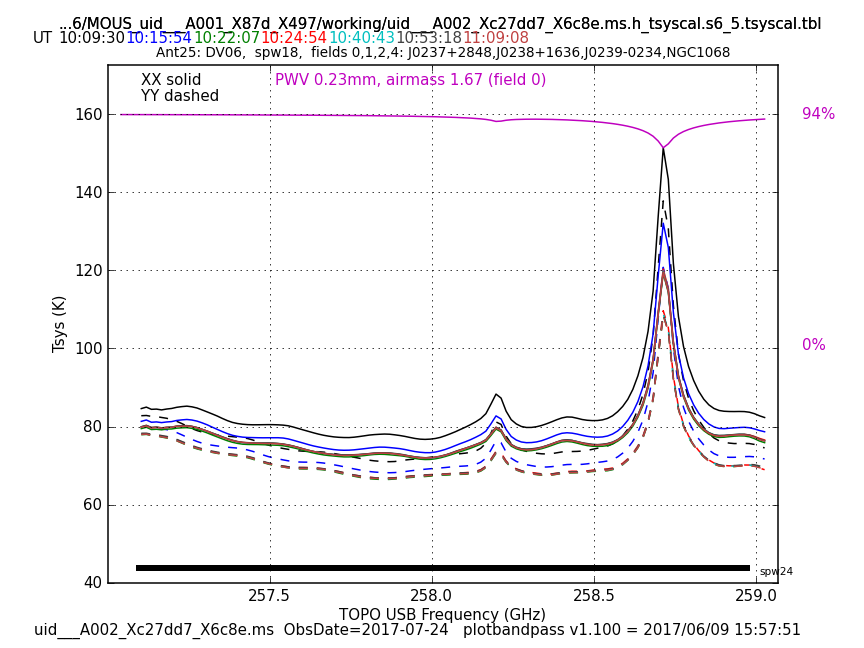 ...6/MOUS_uid___A001_X87d_X497/working/uid___A002_Xc27dd7_X6c8e.ms.h_tsyscal.s6_5.tsyscal.tbl
UT 10:09:30 10:15:54 10:22:07 10:24:54 10:40:43 10:53:18 11:09:08
Ant25: DV06, spw18, fields 0,1,2,4: J0237+2848,J0238+1636,J0239-0234,NGC1068
XX solid PWV 0.23mm, airmass 1.67 (field 0)
YY dashed
160 94%
140
120
100 0%
80
60
40
Tsys (K)
spw24
257.5 258.0 258.5 259.0
TOPO USB Frequency (GHz)
uid___A002_Xc27dd7_X6c8e.ms ObsDate=2017-07-24 plotbandpass v1.100 = 2017/06/09 15:57:51